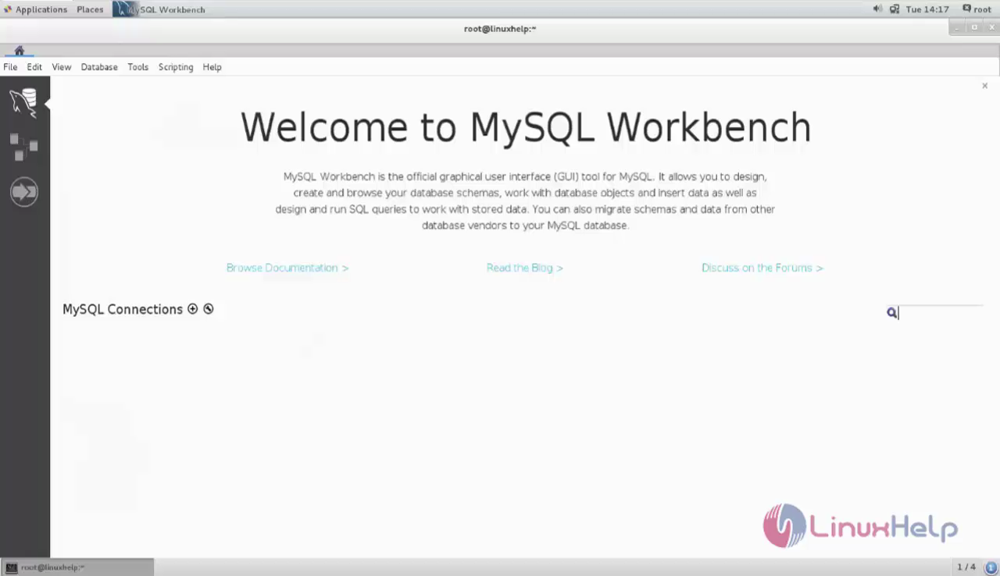 Applications Places MySQL Workbench Tue 14:17 root
root@linuxhelp:~
File Edit View Database Tools Scripting Help
Welcome to MySQL Workbench
MySQL Workbench is the official graphical user interface (GUI) tool for MySQL. It allows you to design,
create and browse your database schemas, work with database objects and insert data as well as
design and run SQL queries to work with stored data. You can also migrate schemas and data from other
database vendors to your MySQL database.
Browse Documentation > Read the Blog > Discuss on the Forums >
MySQL Connections
LinuxHelp
root@linuxhelp:~ 1 / 4 1